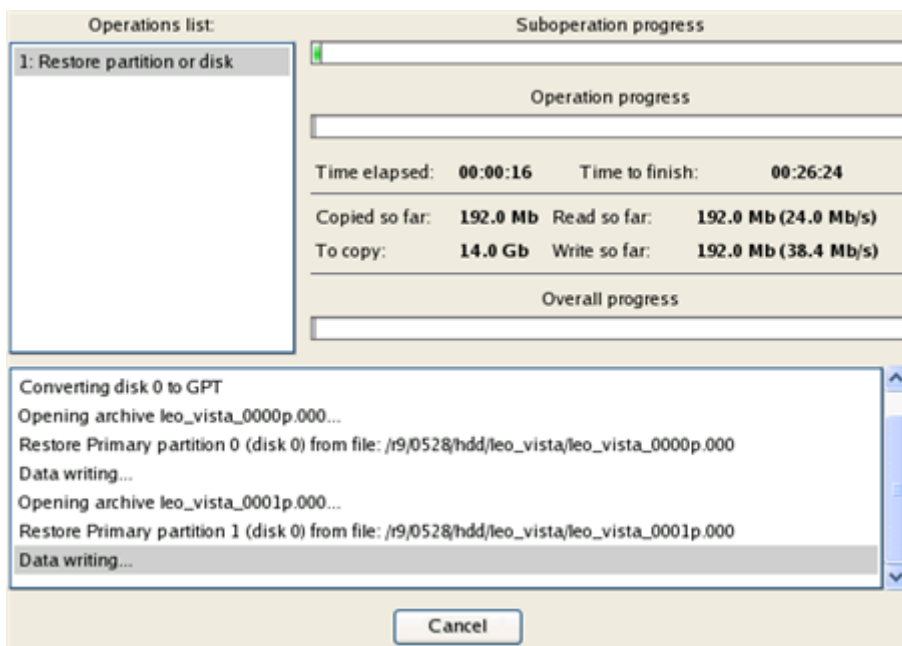 Operations list:
1: Restore partition or disk
Suboperation progress
Operation progress
Time elapsed: 00:00:16 Time to finish: 00:26:24
Copied so far: 192.0 Mb Read so far: 192.0 Mb (24.0 Mb/s)
To copy: 14.0 Gb Write so far: 192.0 Mb (38.4 Mb/s)
Overall progress
Converting disk 0 to GPT
Opening archive leo_vista_0000p.000...
Restore Primary partition 0 (disk 0) from file: /r9/0528/hdd/leo_vista/leo_vista_0000p.000
Data writing...
Opening archive leo_vista_0001p.000...
Restore Primary partition 1 (disk 0) from file: /r9/0528/hdd/leo_vista/leo_vista_0001p.000
Data writing...
Cancel